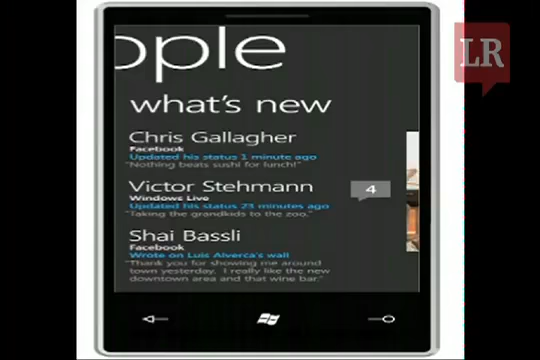 ople
LR
what's new
Chris Gallagher
Facebook
Updated his status 1 minute ago
"Nothing beats sushi for lunch!"
Victor Stehmann
4
Windows Live
Updated his status 23 minutes ago
"Taking the grandkids to the zoo."
Shai Bassli
Facebook
Wrote on Luis Alverca's wall
"Thank you for showing me around
town yesterday. I really like the new
downtown area and that wine bar."